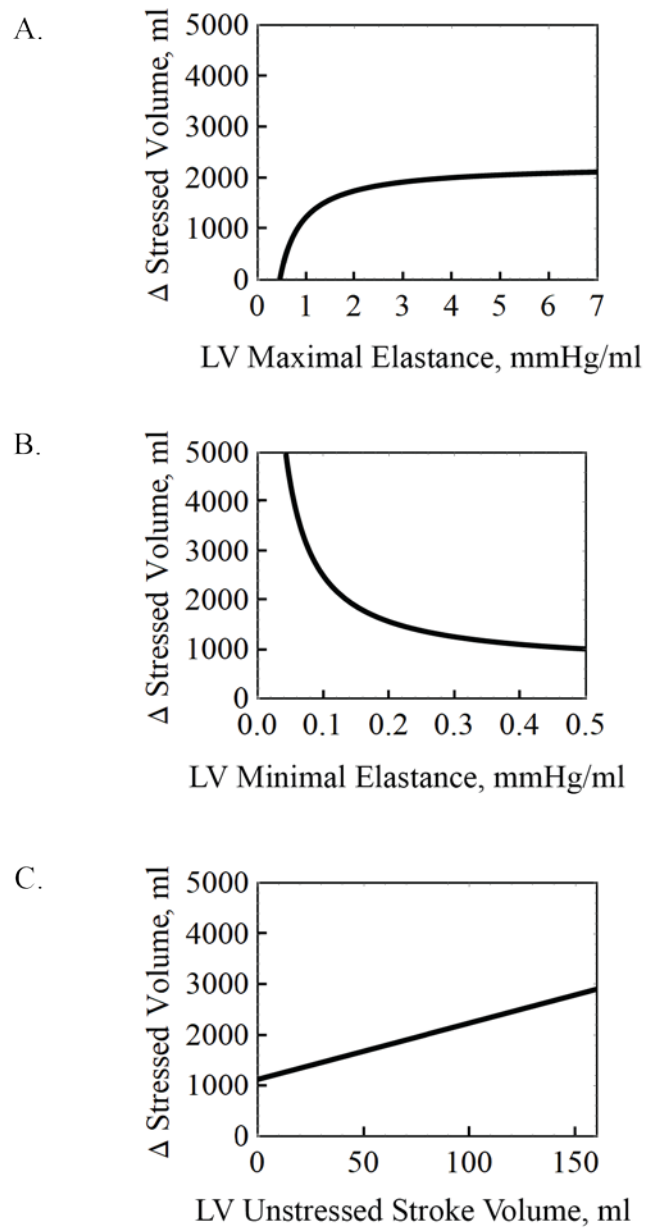 A.
Δ Stressed Volume, ml
5000
4000
3000
2000
1000
0
0 1 2 3 4 5 6 7
LV Maximal Elastance, mmHg/ml
B.
Δ Stressed Volume, ml
5000
4000
3000
2000
1000
0
0.0 0.1 0.2 0.3 0.4 0.5
LV Minimal Elastance, mmHg/ml
C.
Δ Stressed Volume, ml
5000
4000
3000
2000
1000
0
0 50 100 150
LV Unstressed Stroke Volume, ml